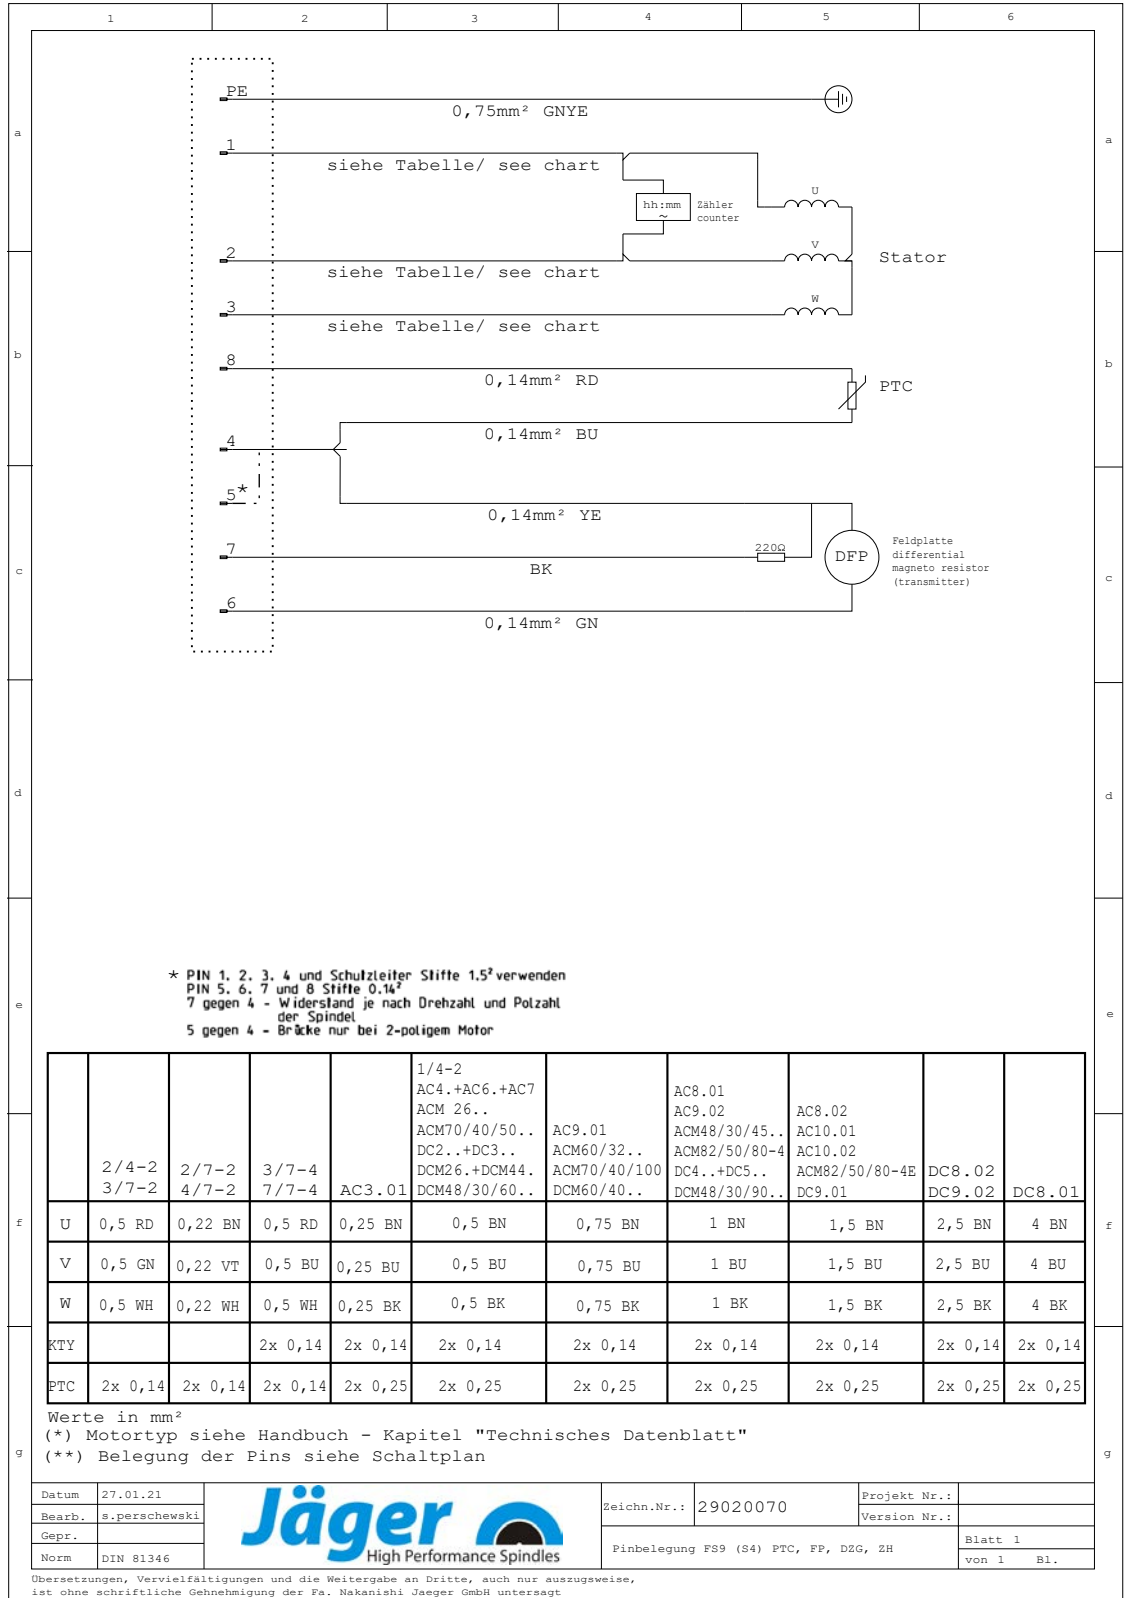 1 2 3 4 5 6
PE
0,75mm² GNYE
a a
1
siehe Tabelle/ see chart
U
hh:mm
~
Zähler
counter
2
siehe Tabelle/ see chart
V
Stator
3
siehe Tabelle/ see chart
W
b b
8
0,14mm² RD
PTC
0,14mm² BU
4
5*
0,14mm² YE
7
220Ω
BK
DFP
Feldplatte
differential
magneto resistor
(transmitter)
c c
6
0,14mm² GN
d d
* PIN 1. 2. 3. 4 und Schutzleiter Stifte 1.5² verwenden
PIN 5. 6. 7 und 8 Stifte 0.14²
7 gegen 4 - Widerstand je nach Drehzahl und Polzahl
der Spindel
5 gegen 4 - Brücke nur bei 2-poligem Motor
e e
2/4-2
3/7-2
2/7-2
4/7-2
3/7-4
7/7-4
AC3.01
1/4-2
AC4.+AC6.+AC7
ACM 26..
ACM70/40/50..
DC2..+DC3..
DCM26.+DCM44.
DCM48/30/60..
AC9.01
ACM60/32..
ACM70/40/100
DCM60/40..
AC8.01
AC9.02
ACM48/30/45..
ACM82/50/80-4
DC4..+DC5..
DCM48/30/90..
AC8.02
AC10.01
AC10.02
ACM82/50/80-4E
DC9.01
DC8.02
DC9.02
DC8.01
f f
U 0,5 RD 0,22 BN 0,5 RD 0,25 BN 0,5 BN 0,75 BN 1 BN 1,5 BN 2,5 BN 4 BN
V 0,5 GN 0,22 VT 0,5 BU 0,25 BU 0,5 BU 0,75 BU 1 BU 1,5 BU 2,5 BU 4 BU
W 0,5 WH 0,22 WH 0,5 WH 0,25 BK 0,5 BK 0,75 BK 1 BK 1,5 BK 2,5 BK 4 BK
KTY 2x 0,14 2x 0,14 2x 0,14 2x 0,14 2x 0,14 2x 0,14 2x 0,14 2x 0,14
PTC 2x 0,14 2x 0,14 2x 0,14 2x 0,25 2x 0,25 2x 0,25 2x 0,25 2x 0,25 2x 0,25 2x 0,25
Werte in mm²
(*) Motortyp siehe Handbuch - Kapitel "Technisches Datenblatt"
(**) Belegung der Pins siehe Schaltplan
g g
Datum 27.01.21
Bearb. s.perschewski
Gepr.
Norm DIN 81346
Jäger
High Performance Spindles
Zeichn.Nr.: 29020070
Projekt Nr.:
Version Nr.:
Pinbelegung FS9 (S4) PTC, FP, DZG, ZH
Blatt 1
von 1 Bl.
Übersetzungen, Vervielfältigungen und die Weitergabe an Dritte, auch nur auszugsweise,
ist ohne schriftliche Gehnehmigung der Fa. Nakanishi Jaeger GmbH untersagt